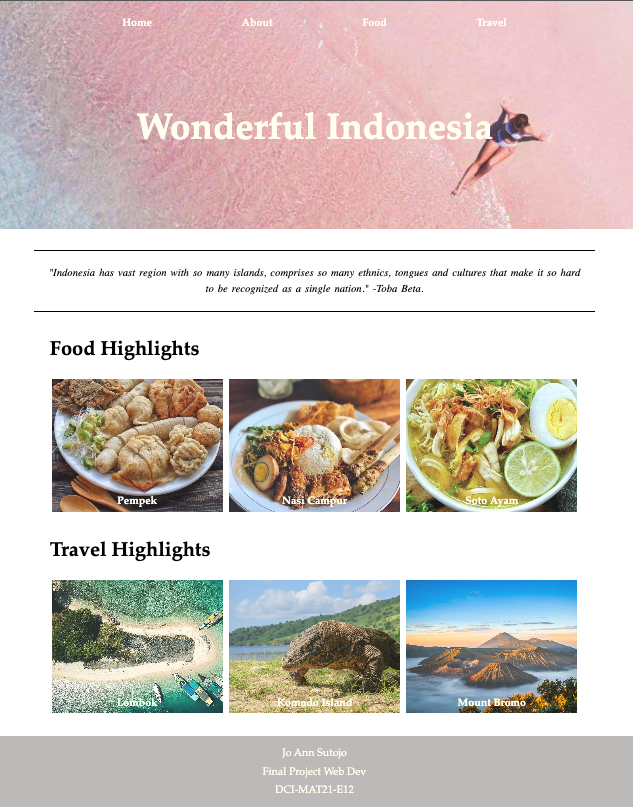 Home About Food Travel
Wonderful Indonesia
"Indonesia has vast region with so many islands, comprises so many ethnics, tongues and cultures that make it so hard
to be recognized as a single nation." -Toba Beta.
Food Highlights
Pempek Nasi Campur Soto Ayam
Travel Highlights
Lombok Komodo Island Mount Bromo
Jo Ann Sutojo
Final Project Web Dev
DCI-MAT21-E12